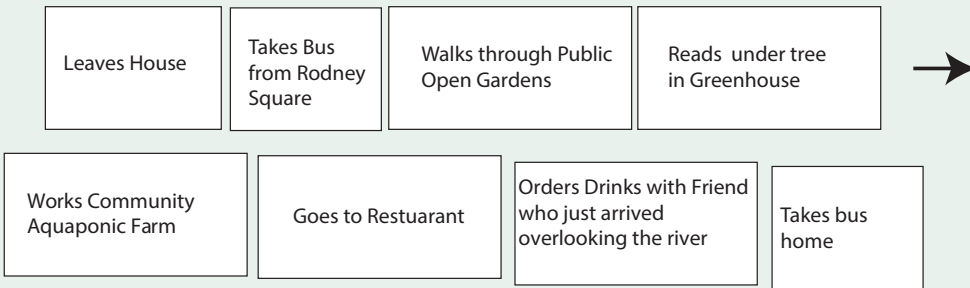 Leaves House
Takes Bus
from Rodney
Square
Walks through Public
Open Gardens
Reads under tree
in Greenhouse
Works Community
Aquaponic Farm
Goes to Restuarant
Orders Drinks with Friend
who just arrived
overlooking the river
Takes bus
home